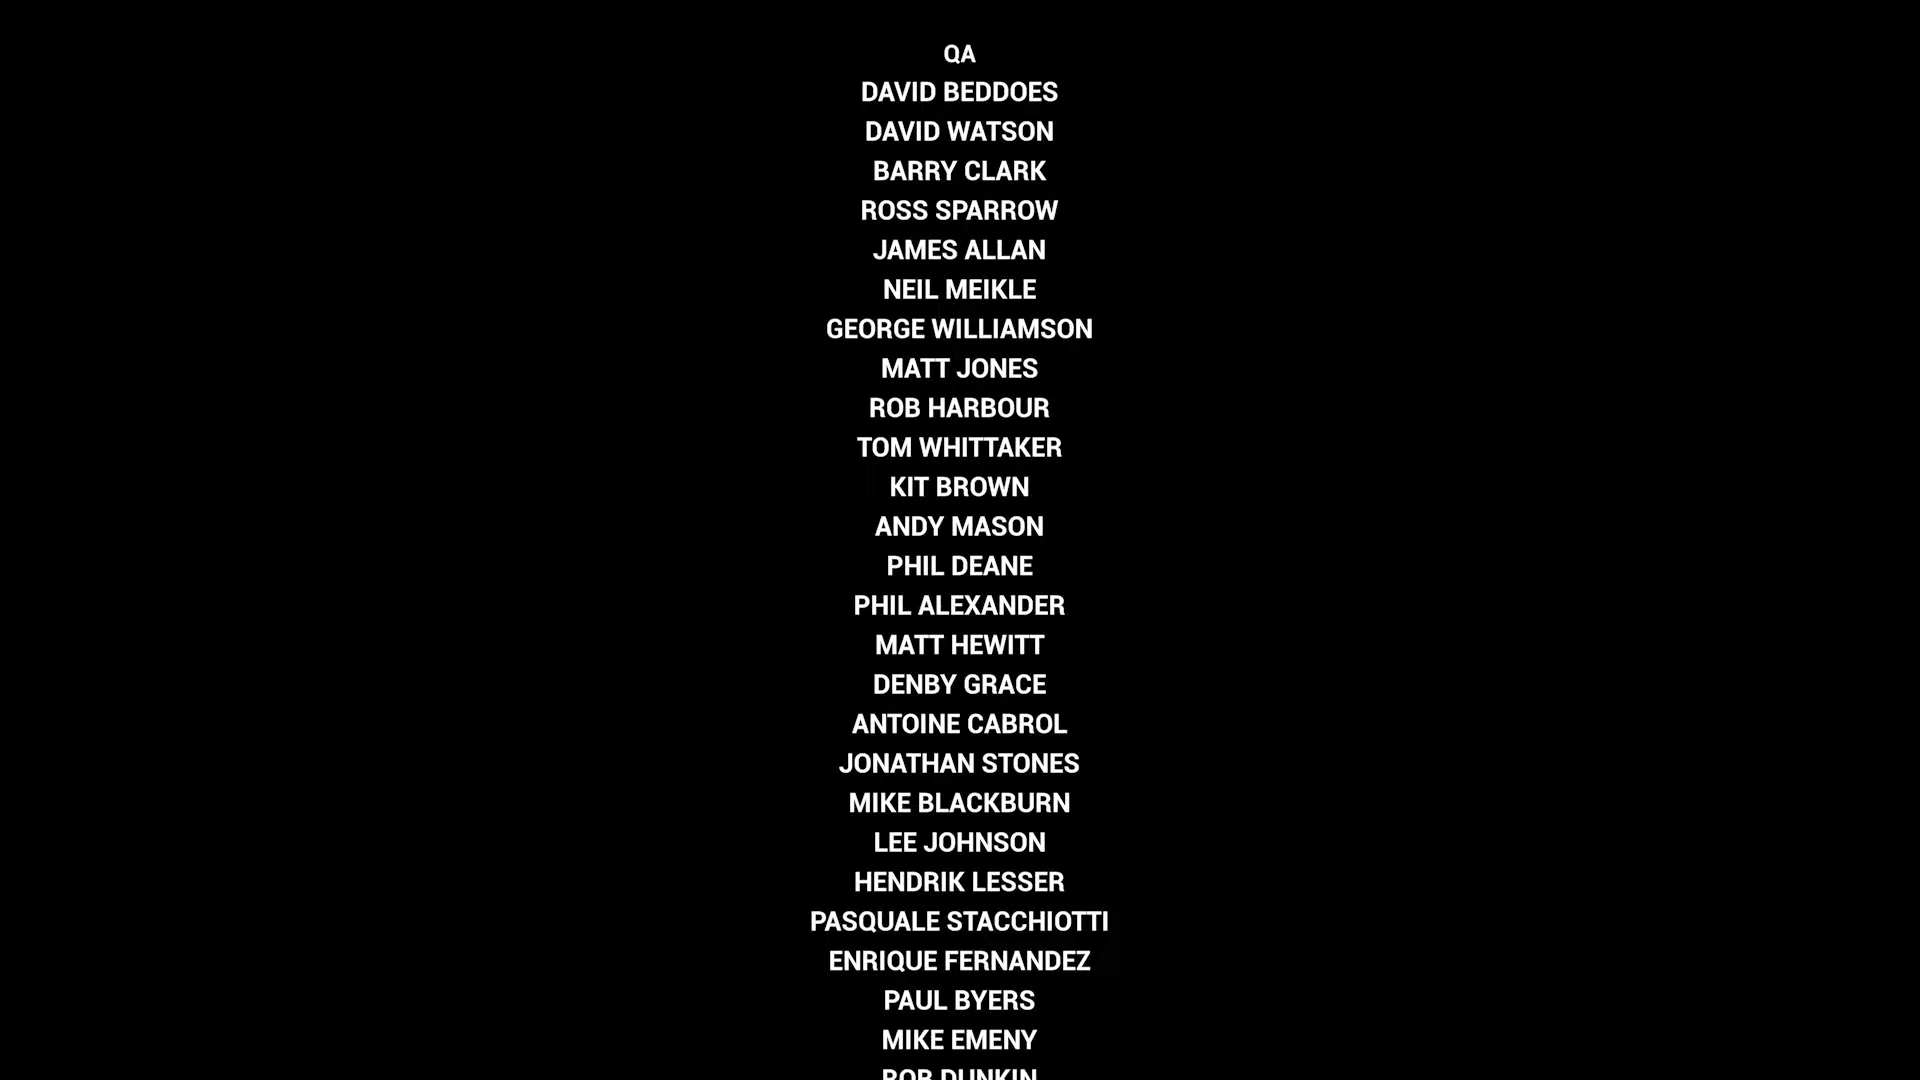 QA
DAVID BEDDOES
DAVID WATSON
BARRY CLARK
ROSS SPARROW
JAMES ALLAN
NEIL MEIKLE
GEORGE WILLIAMSON
MATT JONES
ROB HARBOUR
TOM WHITTAKER
KIT BROWN
ANDY MASON
PHIL DEANE
PHIL ALEXANDER
MATT HEWITT
DENBY GRACE
ANTOINE CABROL
JONATHAN STONES
MIKE BLACKBURN
LEE JOHNSON
HENDRIK LESSER
PASQUALE STACCHIOTTI
ENRIQUE FERNANDEZ
PAUL BYERS
MIKE EMENY
ROB DUNKIN